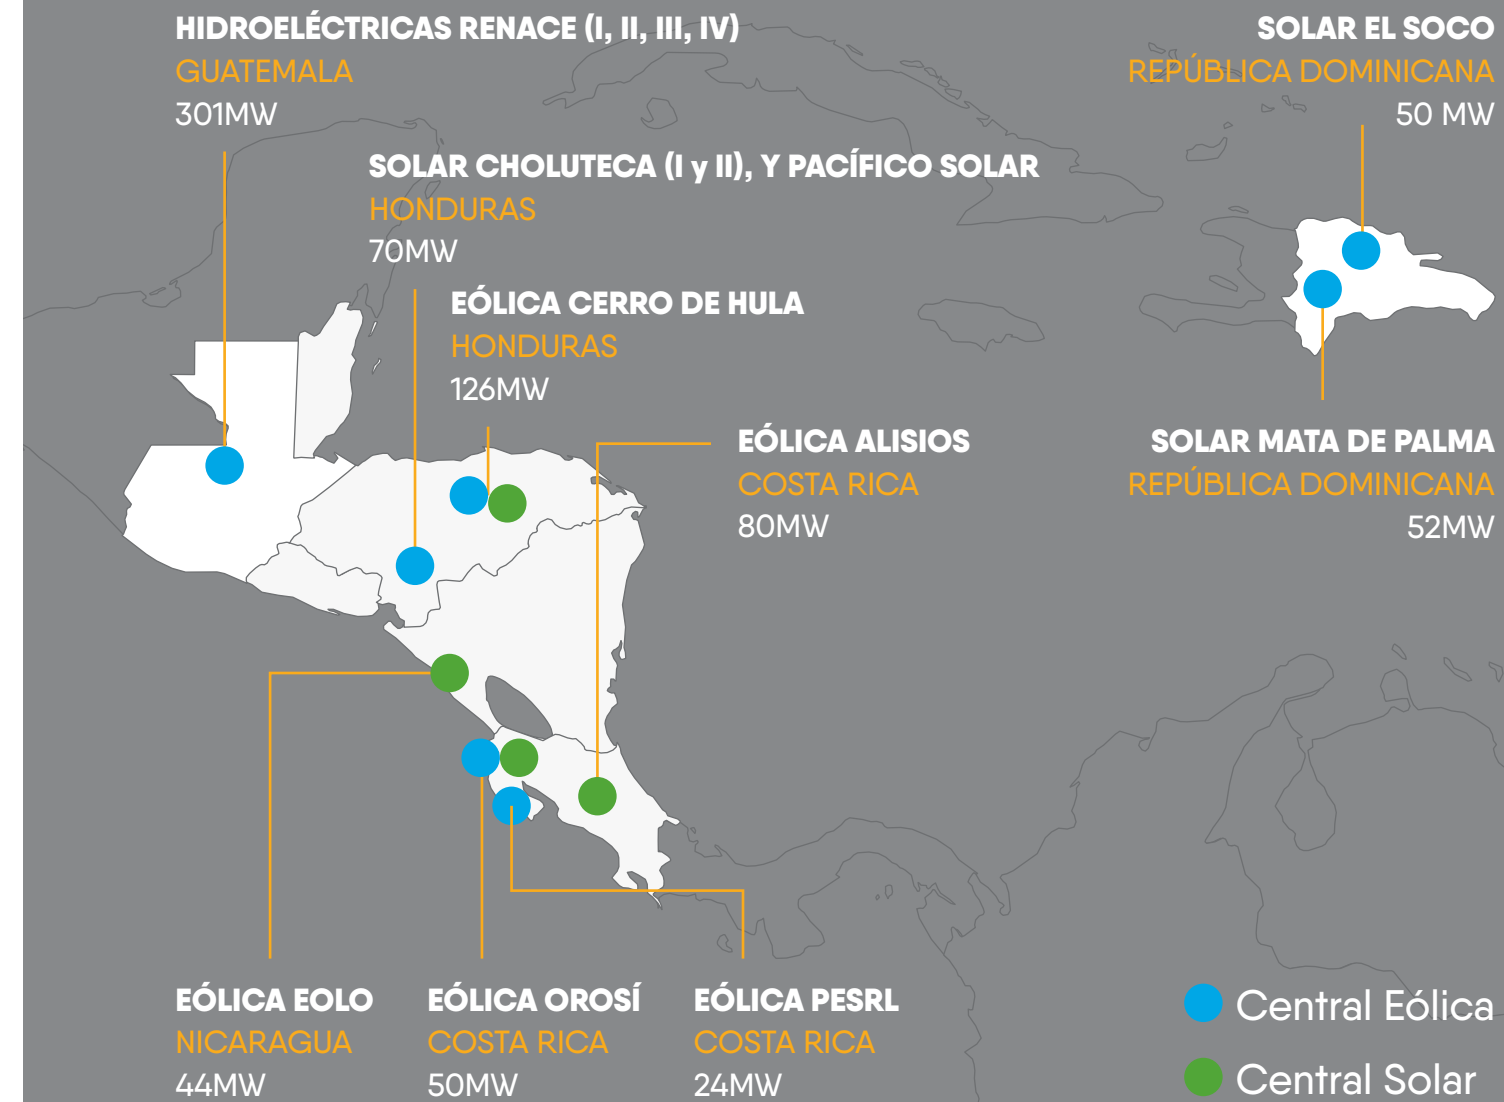 HIDROELÉCTRICAS RENACE (I, II, III, IV)
GUATEMALA
301MW
SOLAR EL SOCO
REPÚBLICA DOMINICANA
50 MW
SOLAR CHOLUTECA (I y II), Y PACÍFICO SOLAR
HONDURAS
70MW
EÓLICA CERRO DE HULA
HONDURAS
126MW
EÓLICA ALISIOS
COSTA RICA
80MW
SOLAR MATA DE PALMA
REPÚBLICA DOMINICANA
52MW
EÓLICA EOLO
NICARAGUA
44MW
EÓLICA OROSÍ
COSTA RICA
50MW
EÓLICA PESRL
COSTA RICA
24MW
Central Eólica
Central Solar